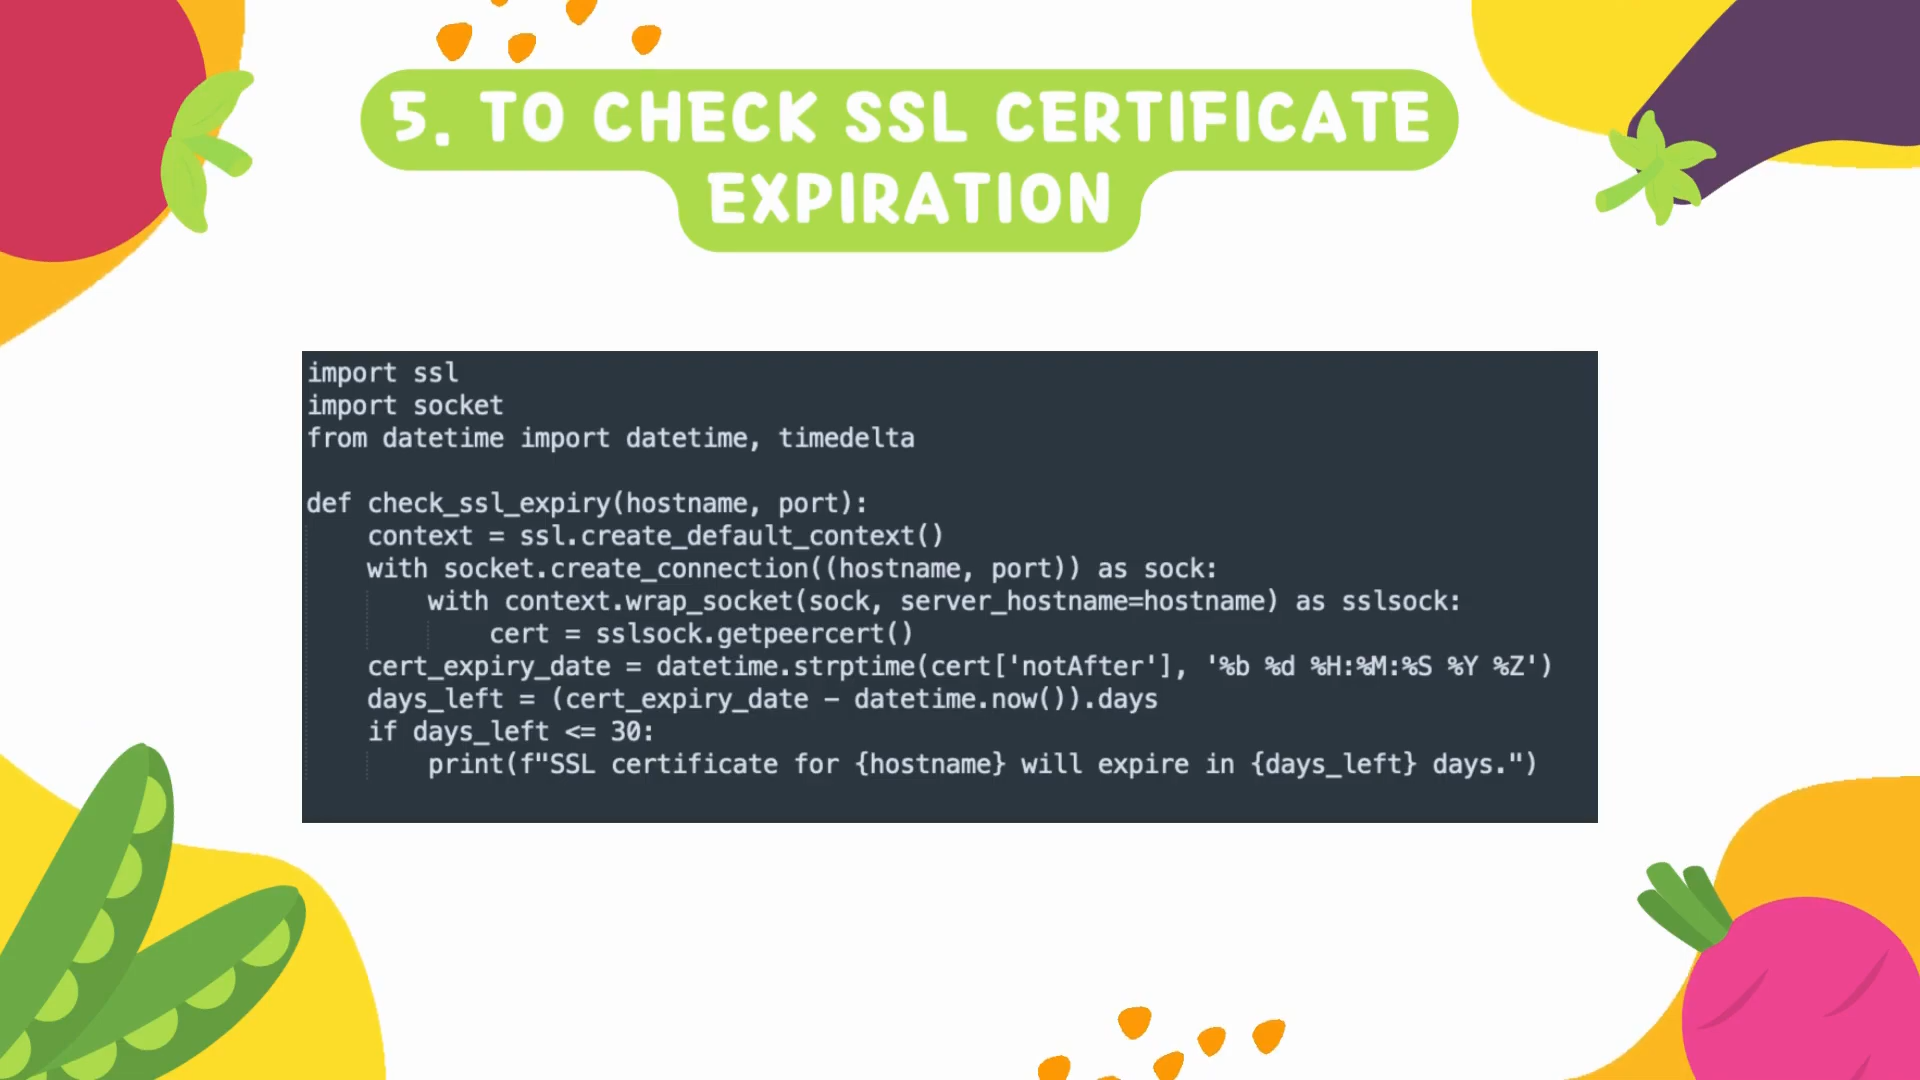 5. TO CHECK SSL CERTIFICATE
EXPIRATION
import ssl
import socket
from datetime import datetime, timedelta
def check_ssl_expiry(hostname, port):
    context = ssl.create_default_context()
    with socket.create_connection((hostname, port)) as sock:
        with context.wrap_socket(sock, server_hostname=hostname) as sslsock:
            cert = sslsock.getpeercert()
    cert_expiry_date = datetime.strptime(cert['notAfter'], '%b %d %H:%M:%S %Y %Z')
    days_left = (cert_expiry_date - datetime.now()).days
    if days_left <= 30:
        print(f"SSL certificate for {hostname} will expire in {days_left} days.")